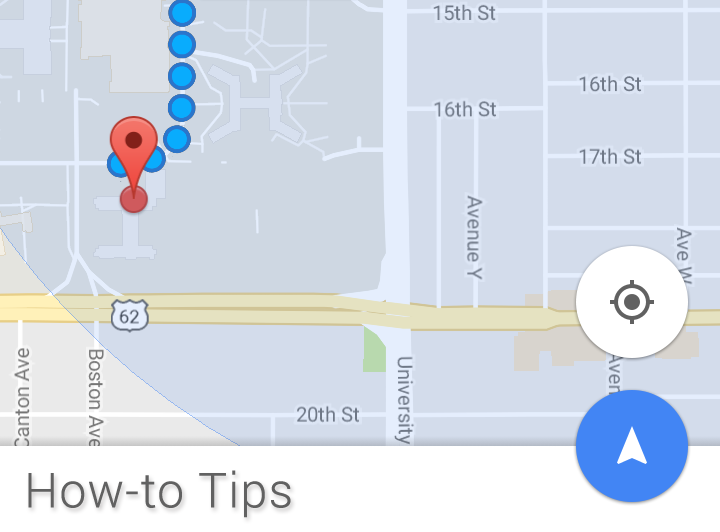 15th St
16th St
16th St
17th St
Avenue Y
Ave W
62
Canton Ave
Boston Ave
University
20th St
How-to Tips